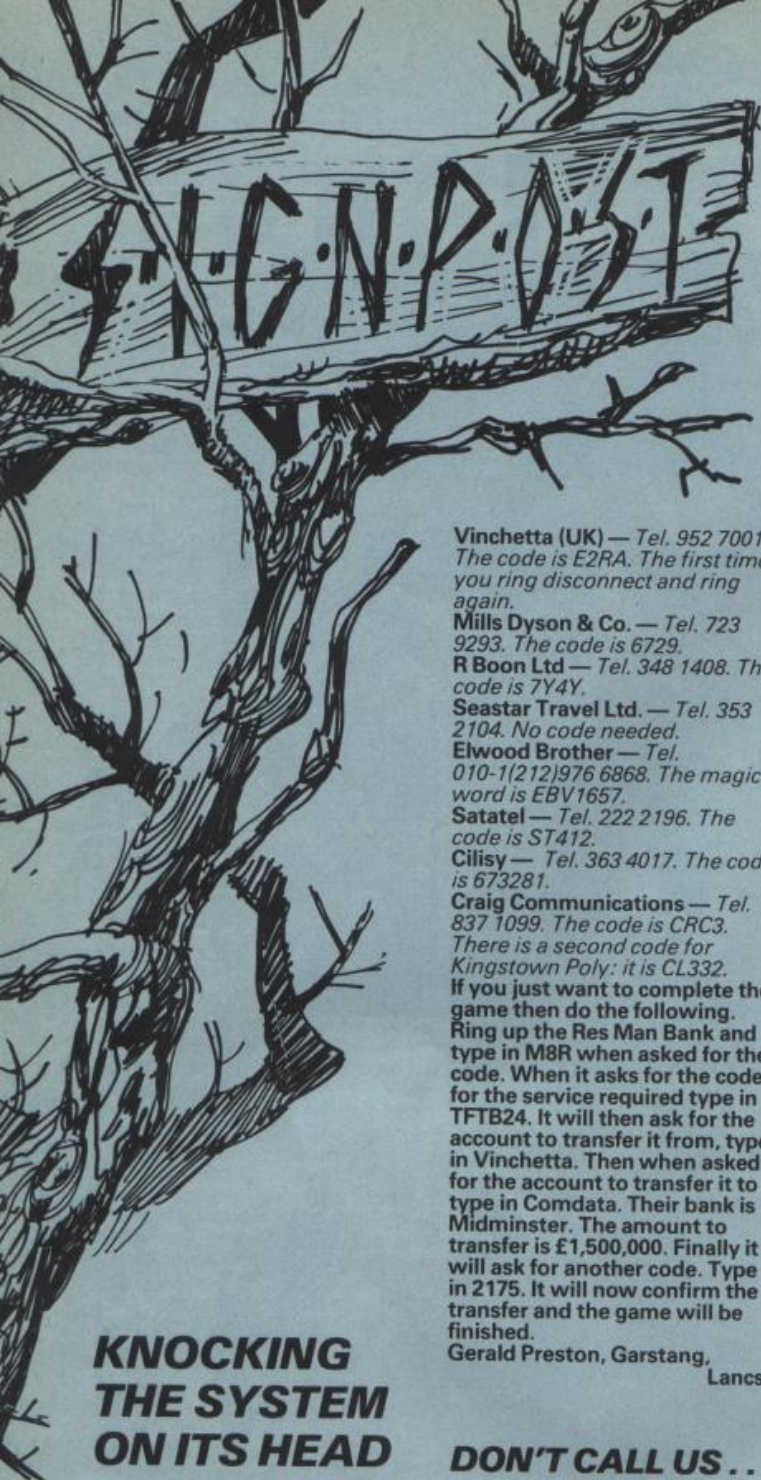 S·I·G·N·P·O·S·T
Vinchetta (UK) — Tel. 952 7001
The code is E2RA. The first time
you ring disconnect and ring
again.
Mills Dyson & Co. — Tel. 723
9293. The code is 6729.
R Boon Ltd — Tel. 348 1408. Th
code is 7Y4Y.
Seastar Travel Ltd. — Tel. 353
2104. No code needed.
Elwood Brother — Tel.
010-1(212)976 6868. The magic
word is EBV1657.
Satatel — Tel. 222 2196. The
code is ST412.
Cilisy — Tel. 363 4017. The cod
is 673281.
Craig Communications — Tel.
837 1099. The code is CRC3.
There is a second code for
Kingstown Poly: it is CL332.
If you just want to complete the
game then do the following.
Ring up the Res Man Bank and
type in M8R when asked for the
code. When it asks for the code
for the service required type in
TFTB24. It will then ask for the
account to transfer it from, type
in Vinchetta. Then when asked
for the account to transfer it to
type in Comdata. Their bank is
Midminster. The amount to
transfer is £1,500,000. Finally it
will ask for another code. Type
in 2175. It will now confirm the
transfer and the game will be
finished.
Gerald Preston, Garstang,
Lancs
KNOCKING
THE SYSTEM
ON ITS HEAD
DON'T CALL US . .